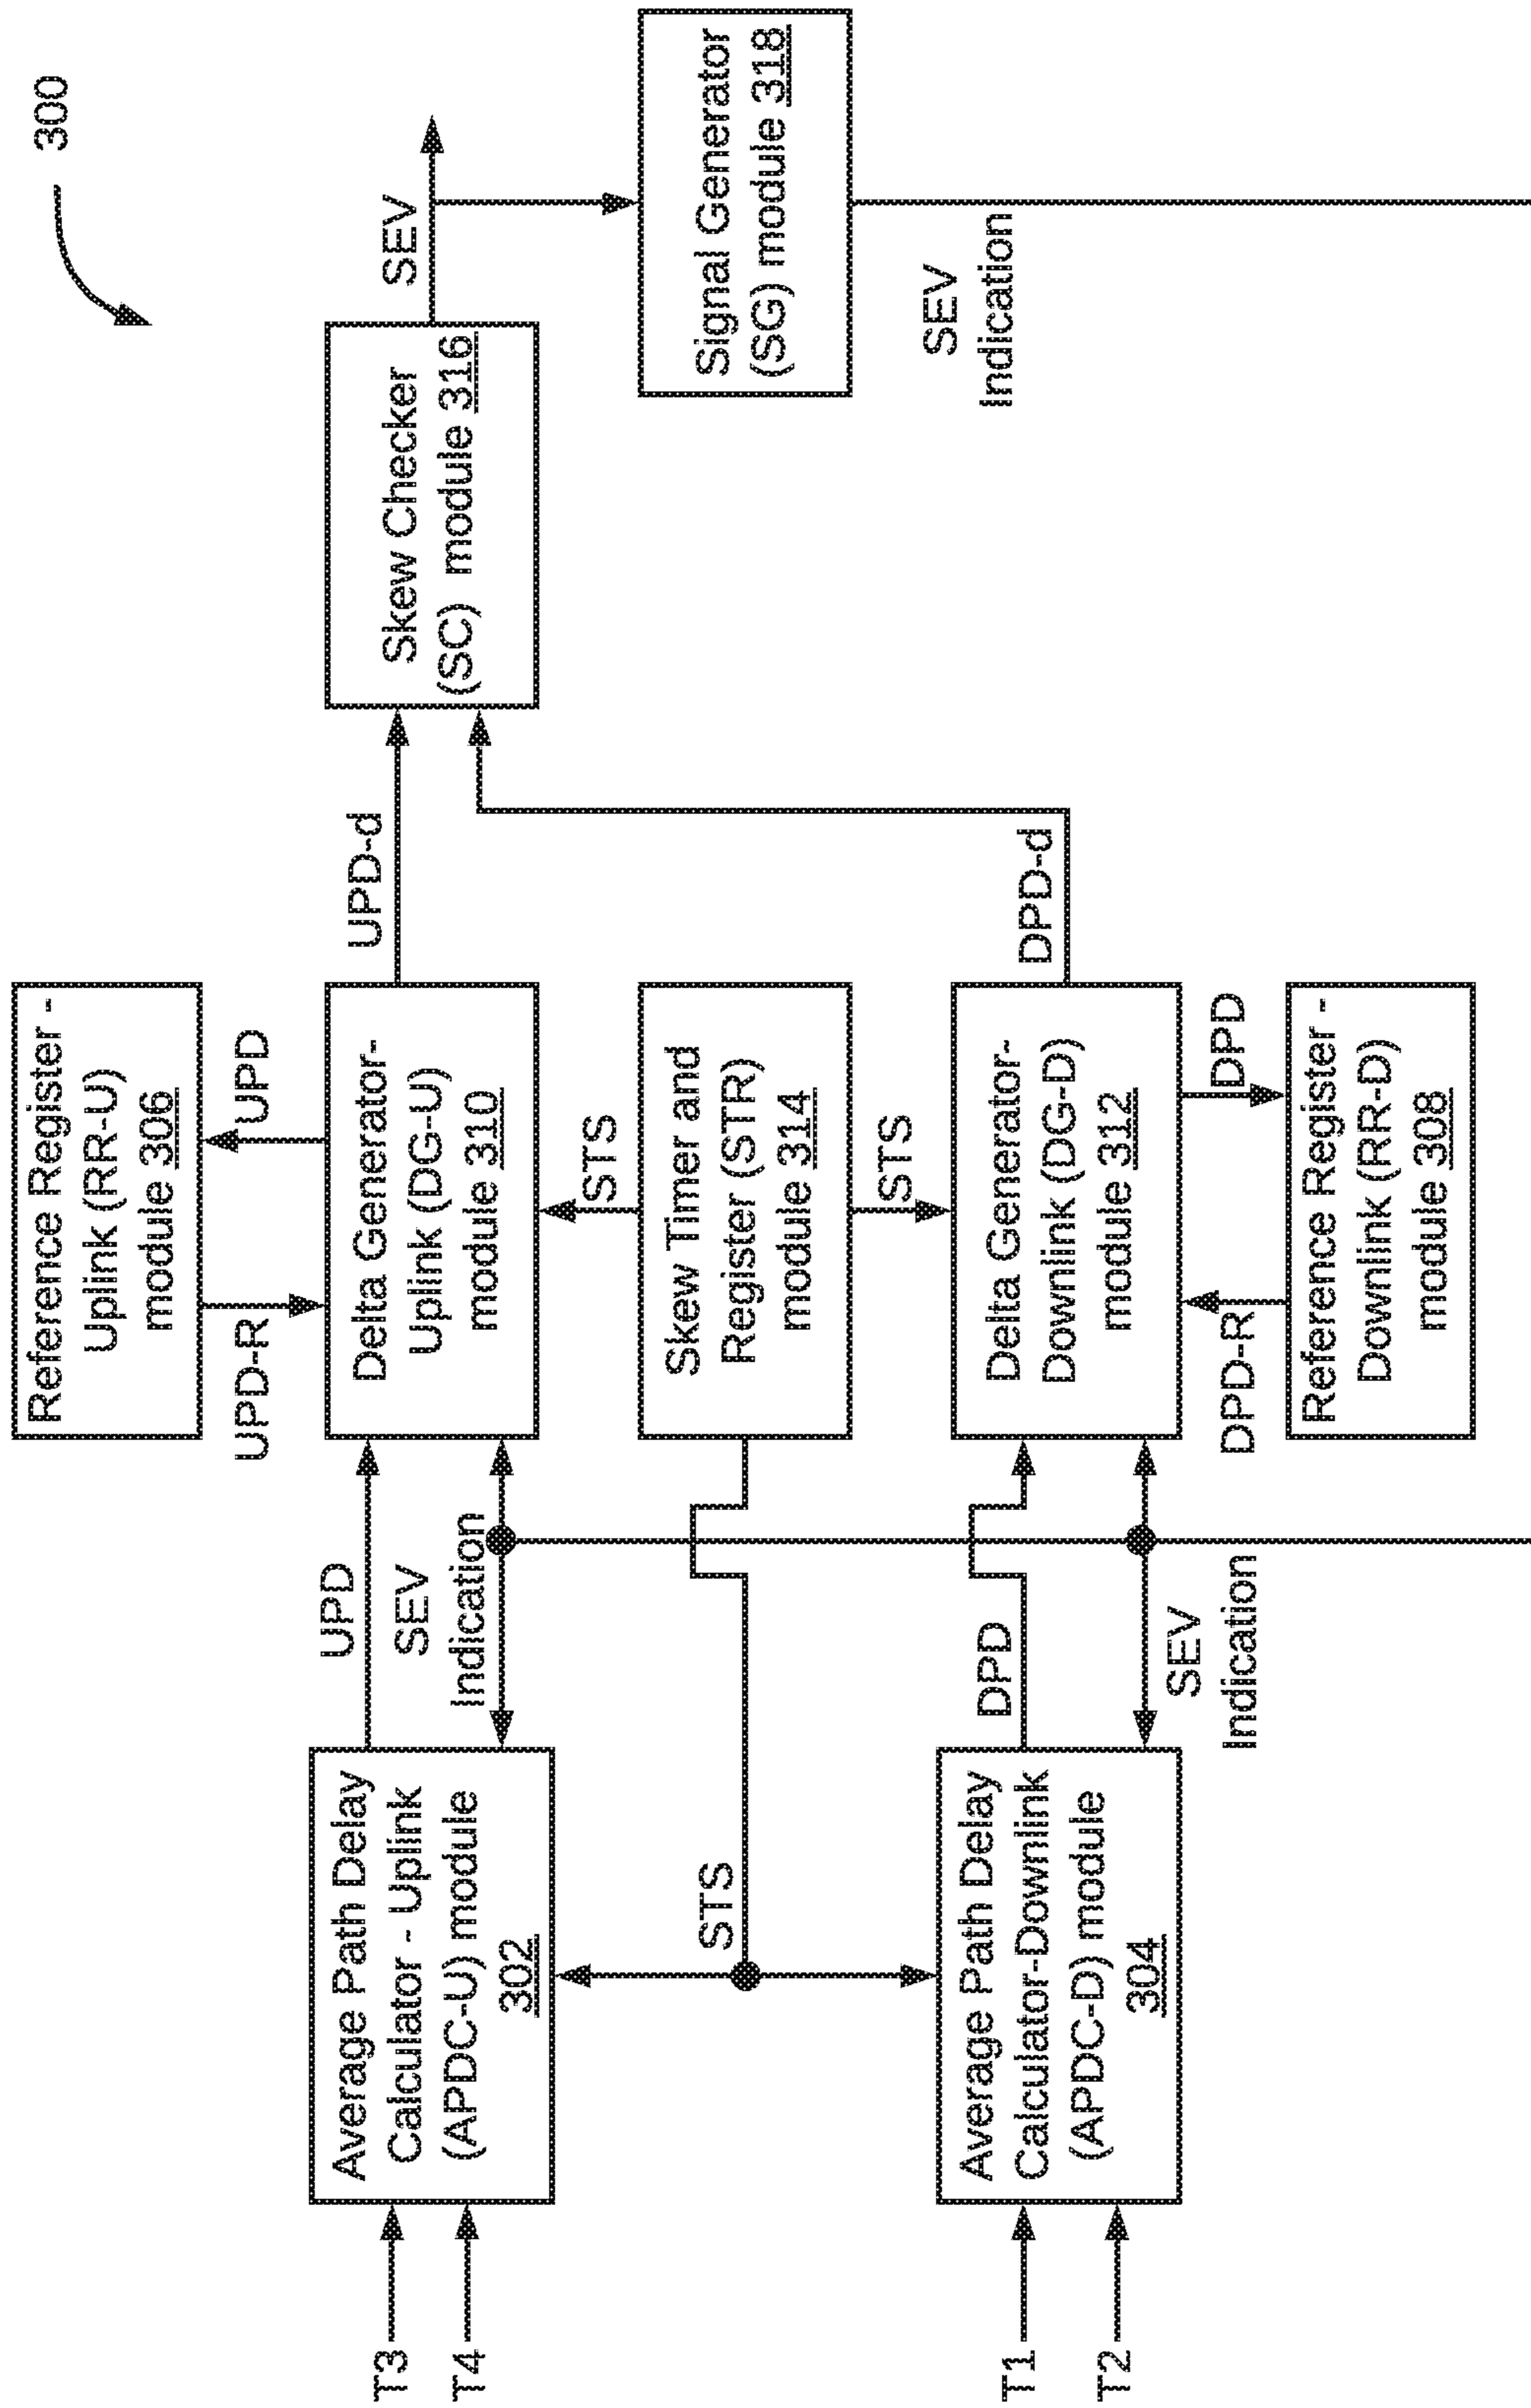 300
Reference Register -
Uplink (RR-U)
module 306
UPD-R
UPD
T3
T4
Average Path Delay
Calculator - Uplink
(APDC-U) module
302
UPD
SEV
Indication
Delta Generator-
Uplink (DG-U)
module 310
UPD-d
Skew Checker
(SC) module 316
SEV
STS
STS
Skew Timer and
Register (STR)
module 314
STS
Signal Generator
(SG) module 318
SEV
Indication
T1
T2
Average Path Delay
Calculator-Downlink
(APDC-D) module
304
DPD
SEV
Indication
Delta Generator-
Downlink (DG-D)
module 312
DPD-d
DPD-R
DPD
Reference Register -
Downlink (RR-D)
module 308